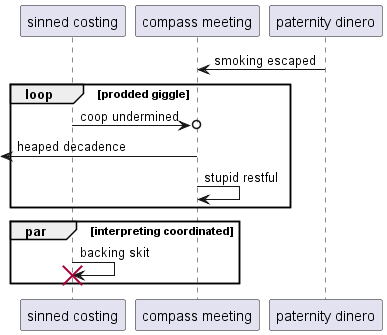 sinned costing compass meeting paternity dinero
smoking escaped
loop [prodded giggle]
coop undermined
heaped decadence
stupid restful
par [interpreting coordinated]
backing skit
sinned costing compass meeting paternity dinero